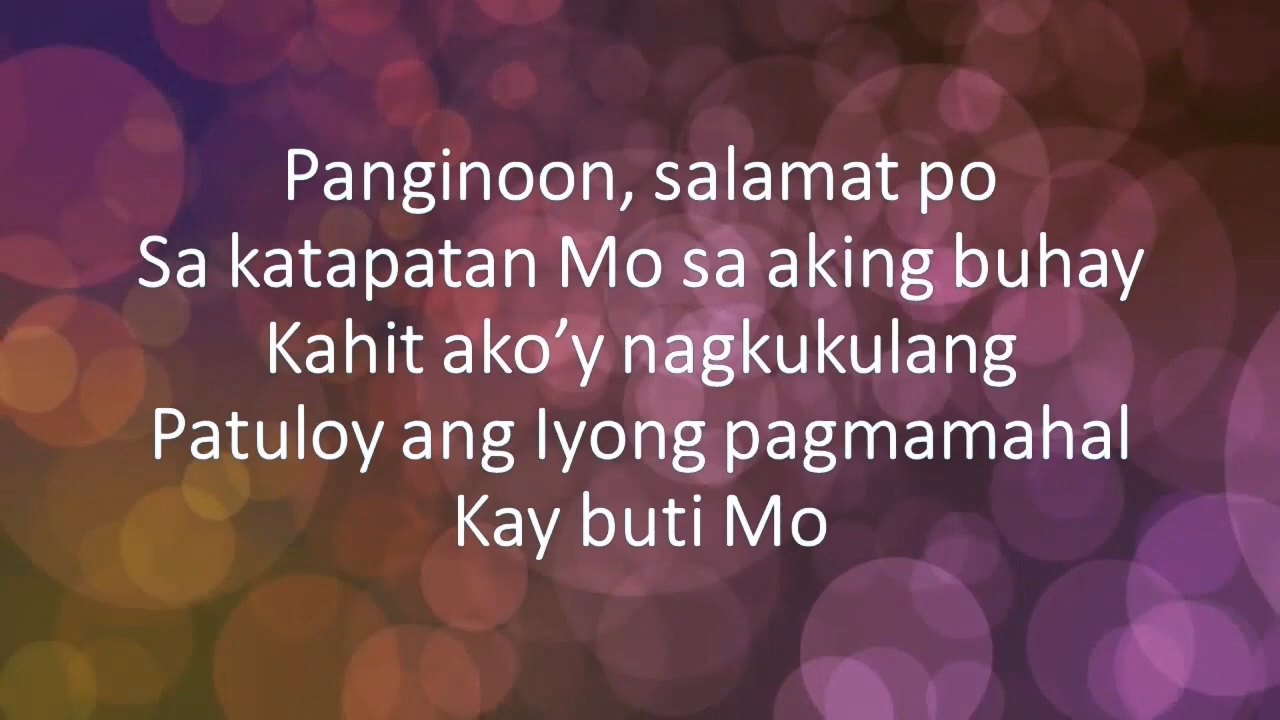 Panginoon, salamat po
Sa katapatan Mo sa aking buhay
Kahit ako’y nagkukulang
Patuloy ang Iyong pagmamahal
Kay buti Mo